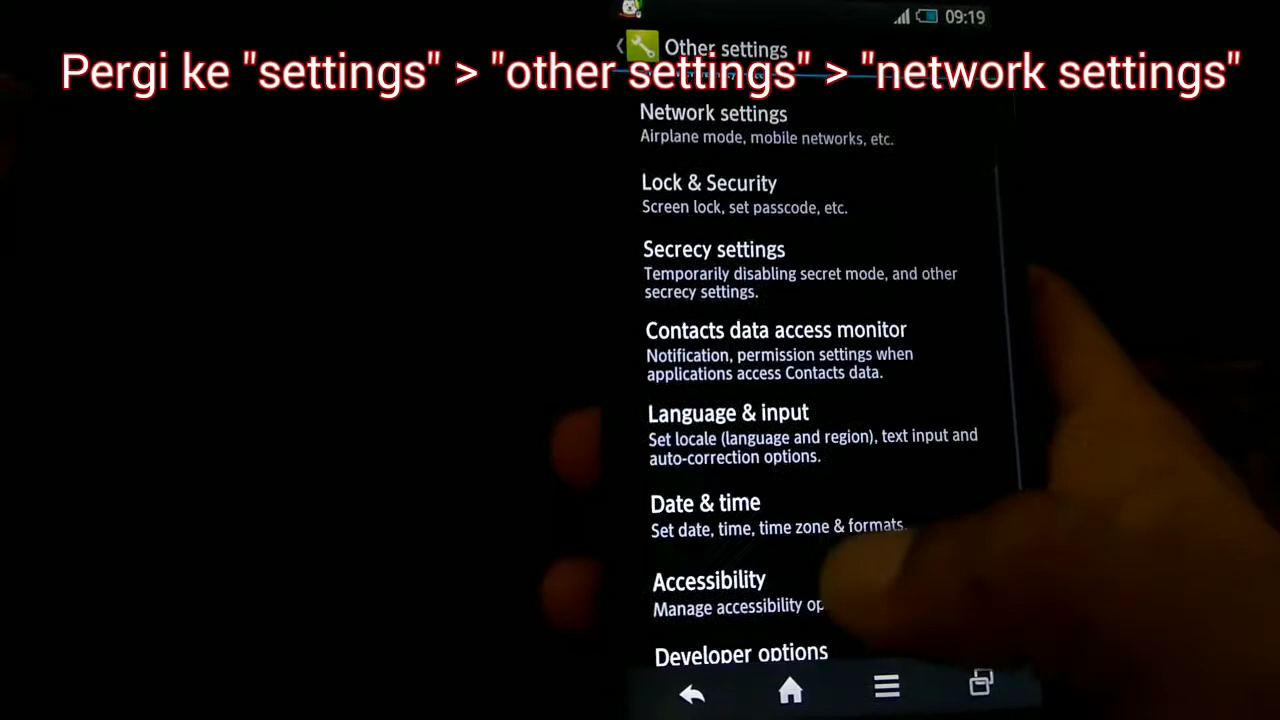 09:19
Other settings
Pergi ke "settings" > "other settings" > "network settings"
Network settings
Airplane mode, mobile networks, etc.
Lock & Security
Screen lock, set passcode, etc.
Secrecy settings
Temporarily disabling secret mode, and other
secrecy settings.
Contacts data access monitor
Notification, permission settings when
applications access Contacts data.
Language & input
Set locale (language and region), text input and
auto-correction options.
Date & time
Set date, time, time zone & formats.
Accessibility
Manage accessibility op
Developer options